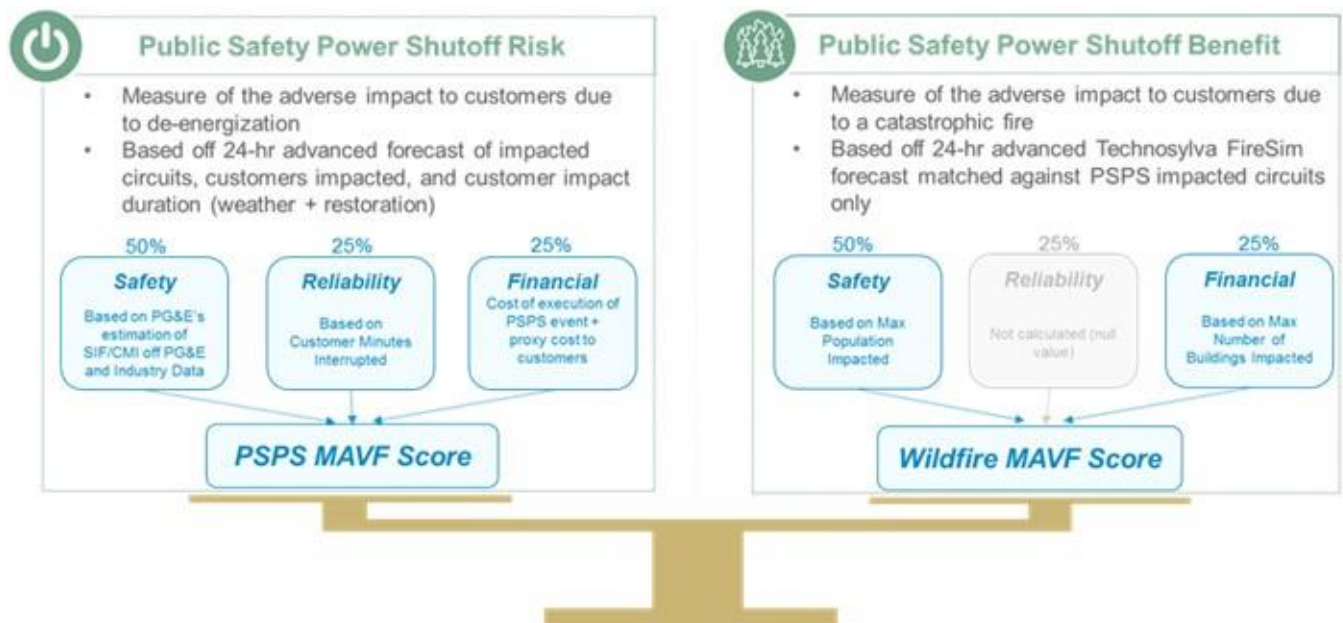 Public Safety Power Shutoff Risk
• Measure of the adverse impact to customers due
to de-energization
• Based off 24-hr advanced forecast of impacted
circuits, customers impacted, and customer impact
duration (weather + restoration)
50%
Safety
Based on PG&E's
estimation of
SIF/CMI off PG&E
and Industry Data
25%
Reliability
Based on
Customer Minutes
Interrupted
25%
Financial
Cost of execution of
PSPS event +
proxy cost to
customers
PSPS MAVF Score
Public Safety Power Shutoff Benefit
• Measure of the adverse impact to customers due
to a catastrophic fire
• Based off 24-hr advanced Technosylva FireSim
forecast matched against PSPS impacted circuits
only
50%
Safety
Based on Max
Population
Impacted
25%
Reliability
Not calculated (null
value)
25%
Financial
Based on Max
Number of
Buildings Impacted
Wildfire MAVF Score